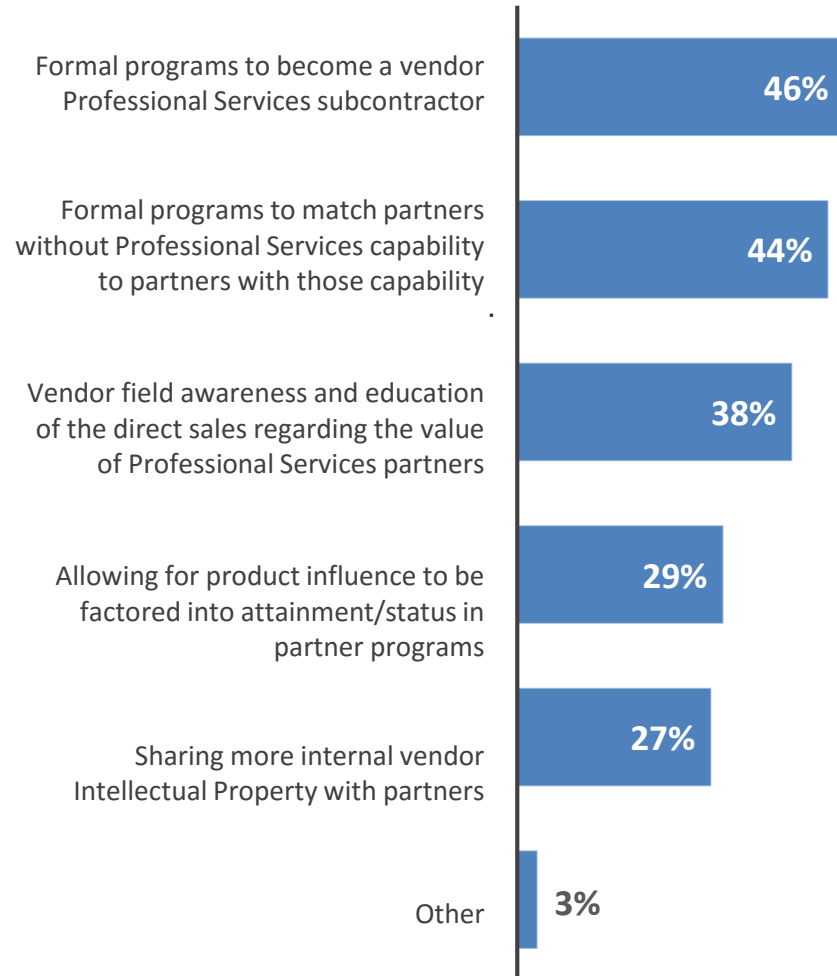 Formal programs to become a vendor
Professional Services subcontractor
46%
Formal programs to match partners
without Professional Services capability
to partners with those capability
.
44%
Vendor field awareness and education
of the direct sales regarding the value
of Professional Services partners
38%
Allowing for product influence to be
factored into attainment/status in
partner programs
29%
Sharing more internal vendor
Intellectual Property with partners
27%
Other
3%